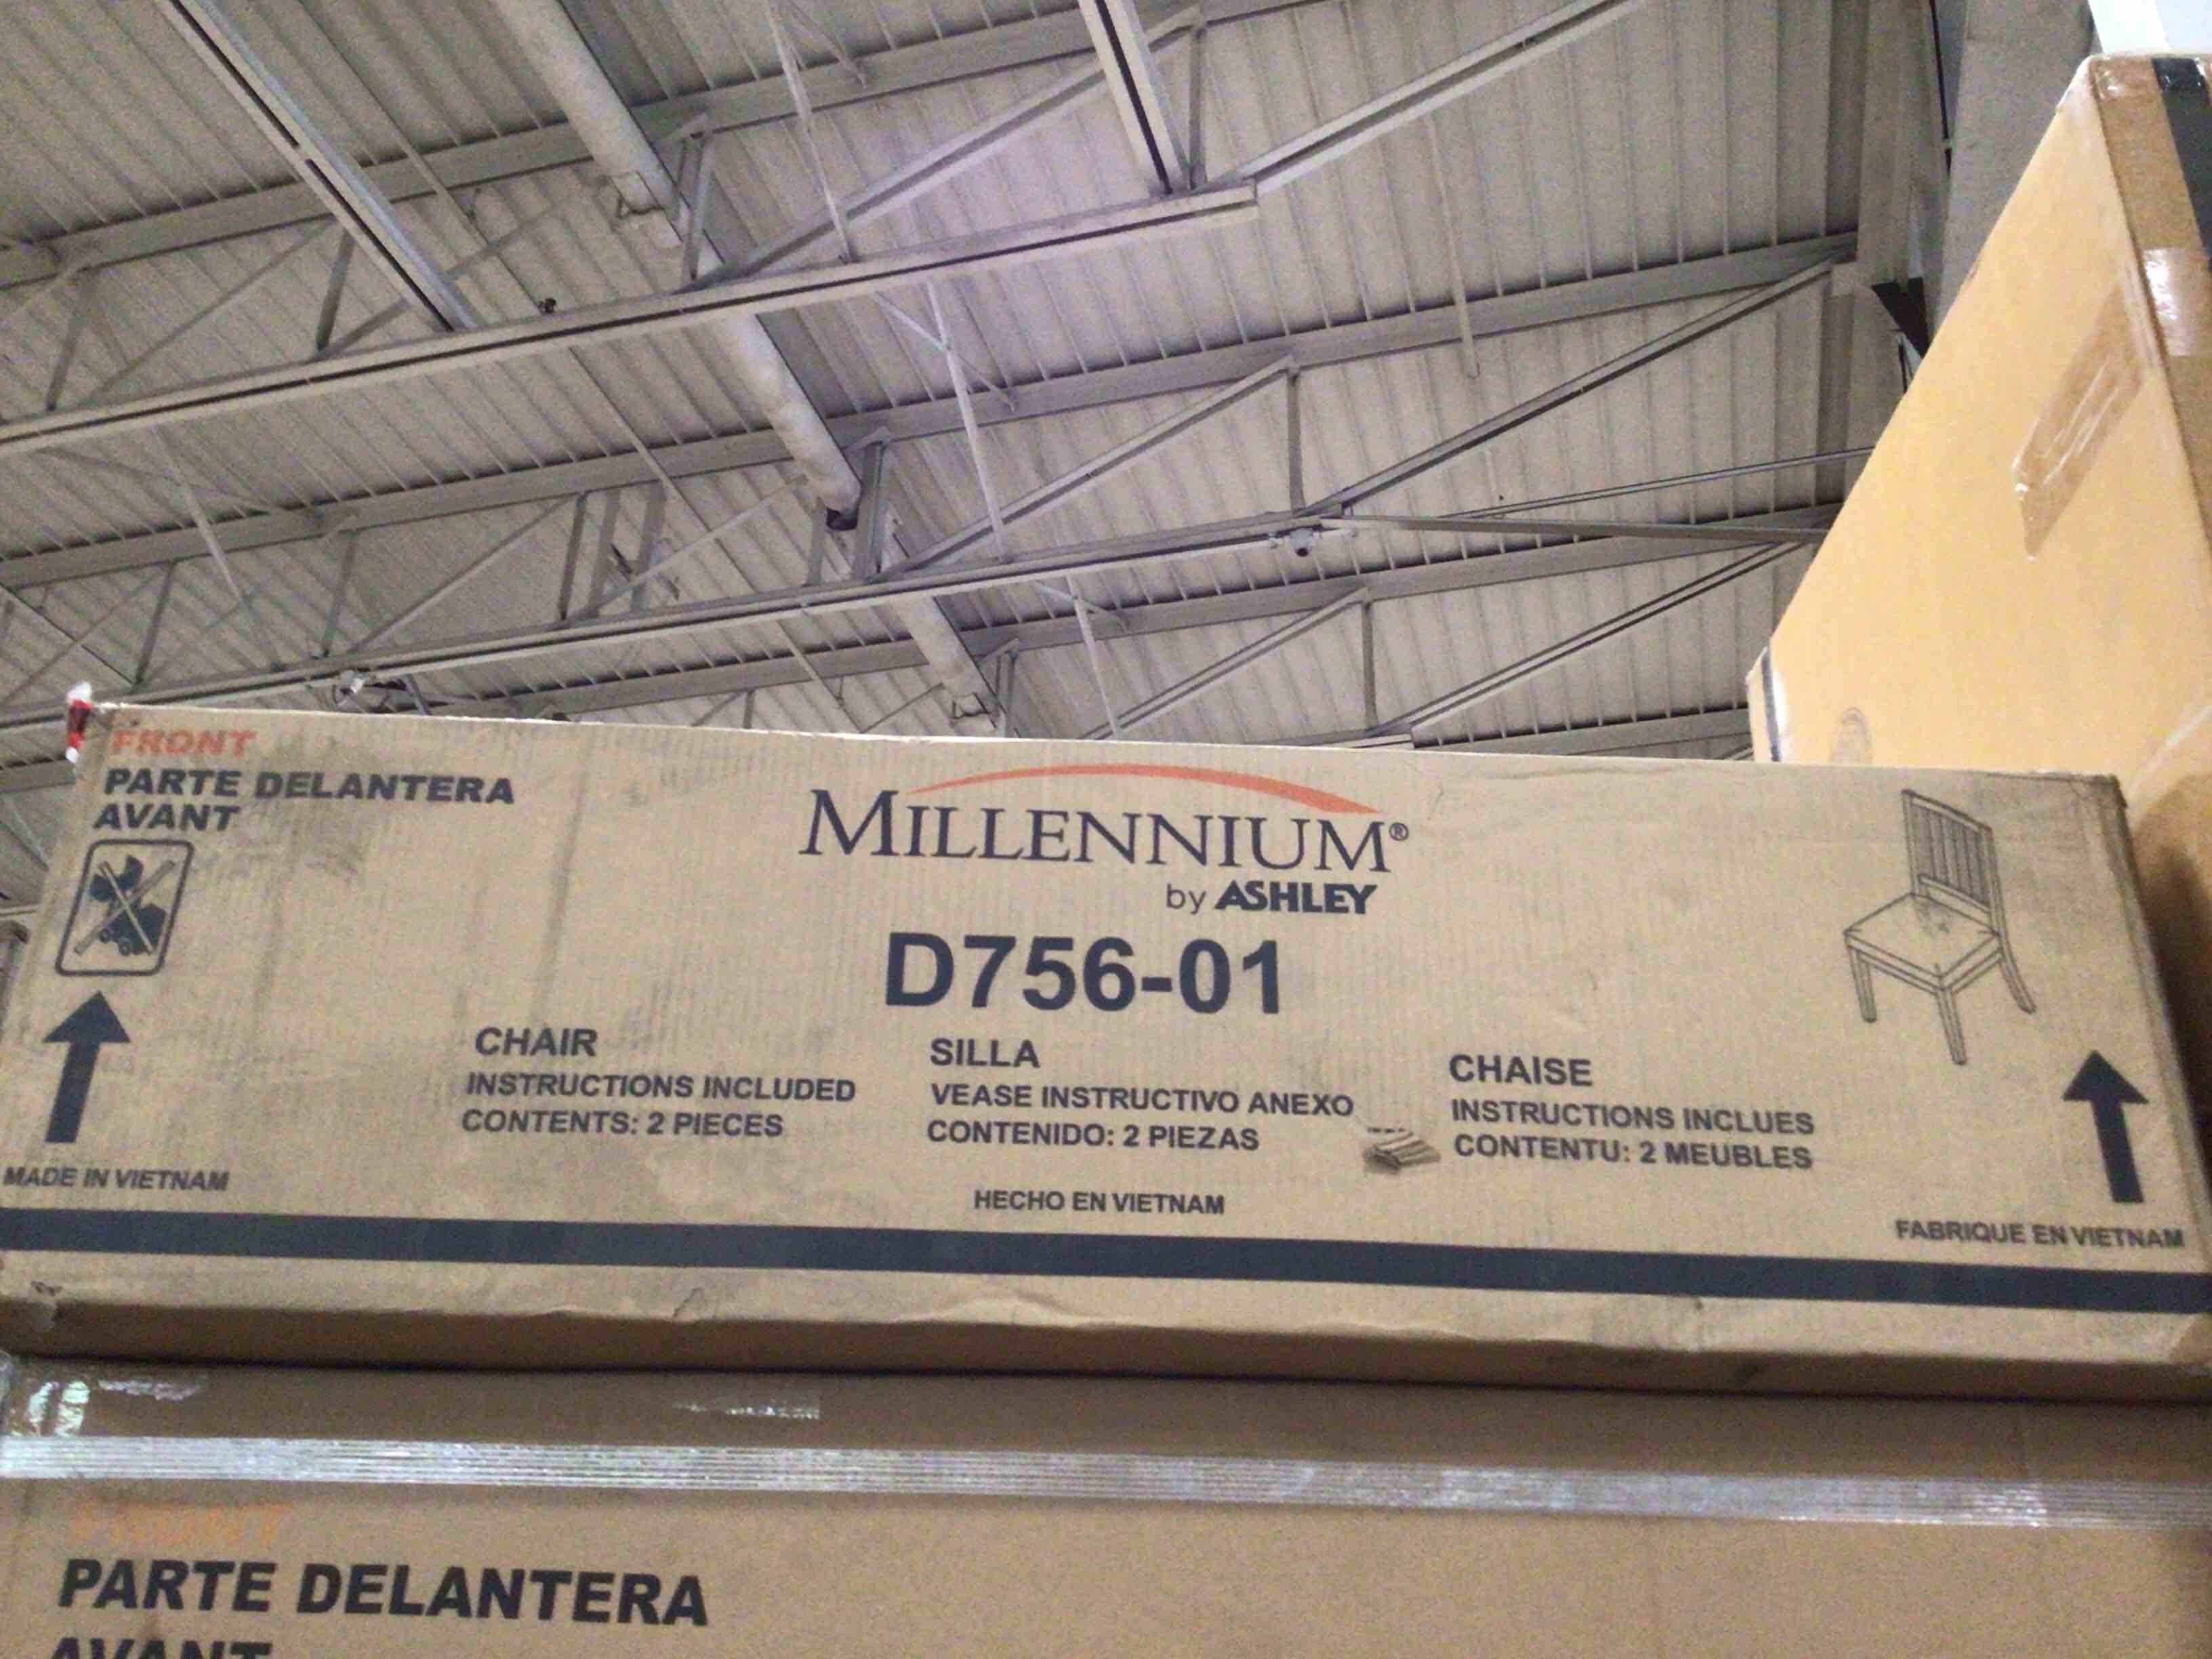 FRONT
PARTE DELANTERA
AVANT
MILLENNIUM®
by ASHLEY
D756-01
CHAIR
INSTRUCTIONS INCLUDED
CONTENTS: 2 PIECES
SILLA
VEASE INSTRUCTIVO ANEXO
CONTENIDO: 2 PIEZAS
CHAISE
INSTRUCTIONS INCLUES
CONTENTU: 2 MEUBLES
MADE IN VIETNAM
HECHO EN VIETNAM
FABRIQUE EN VIETNAM
FRONT
PARTE DELANTERA
AVANT